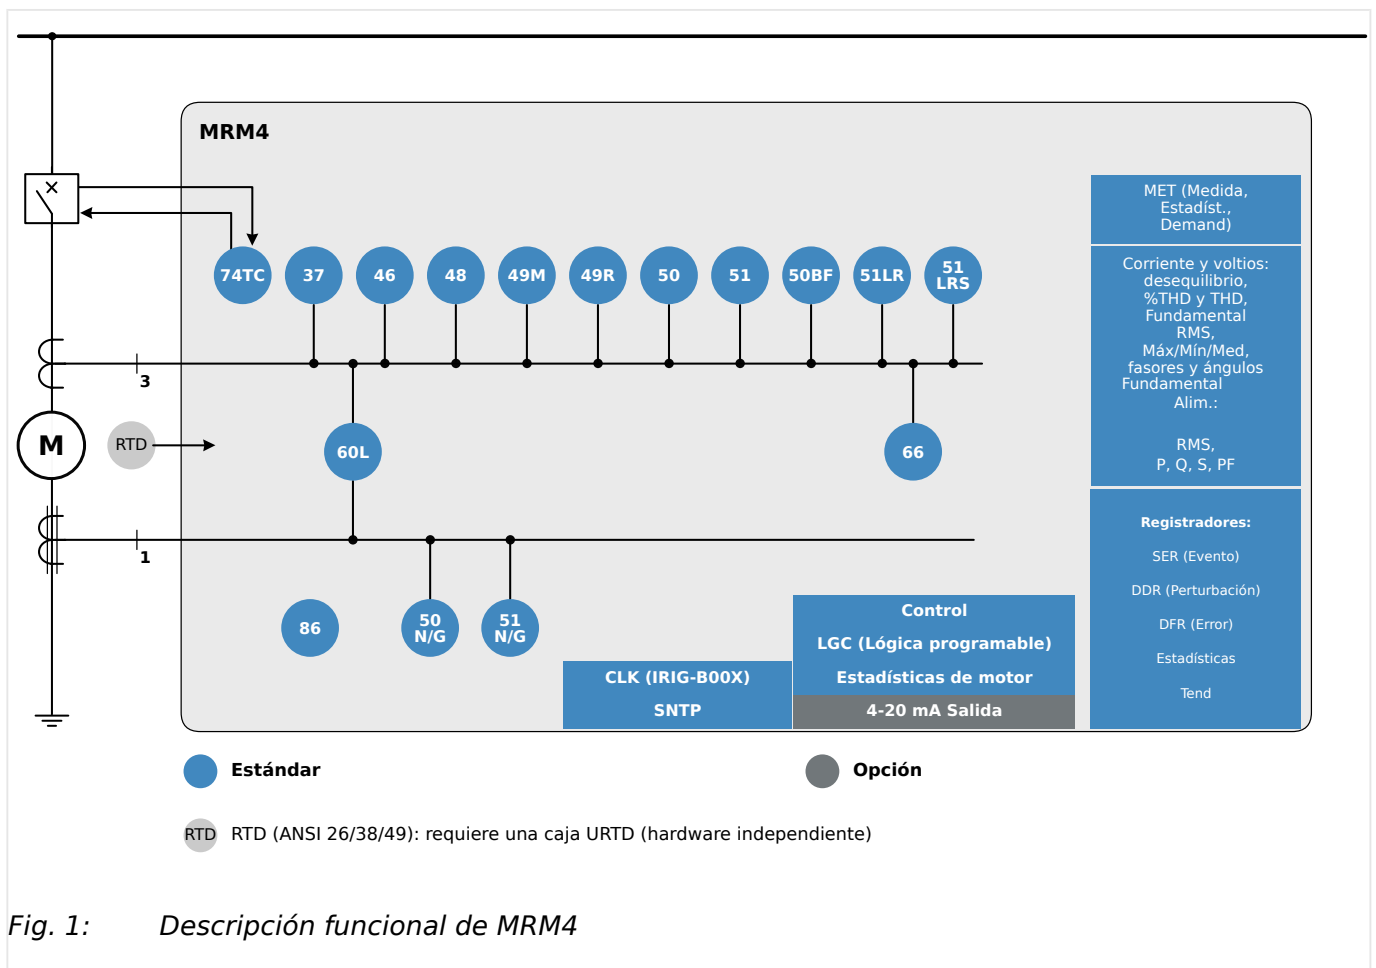 MRM4
74TC
37
46
48
49M
49R
50
51
50BF
51LR
51
LRS
3
M
RTD
60L
66
1
86
50
N/G
51
N/G
MET (Medida,
Estadíst.,
Demand)
Corriente y voltios:
desequilibrio,
%THD y THD,
Fundamental
RMS,
Máx/Mín/Med,
fasores y ángulos
Fundamental
Alim.:
RMS,
P, Q, S, PF
Registradores:
SER (Evento)
DDR (Perturbación)
DFR (Error)
Estadísticas
Tend
Control
LGC (Lógica programable)
Estadísticas de motor
4-20 mA Salida
CLK (IRIG-B00X)
SNTP
Estándar
Opción
RTD RTD (ANSI 26/38/49): requiere una caja URTD (hardware independiente)
Fig. 1: Descripción funcional de MRM4